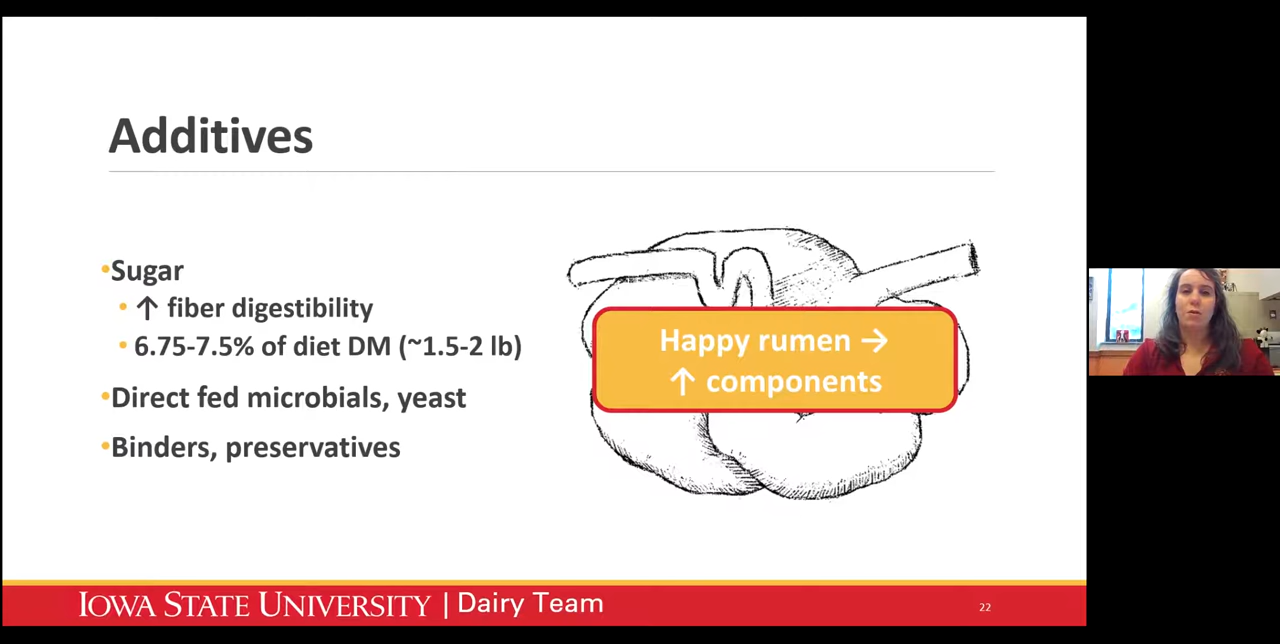 Additives
•Sugar
•↑ fiber digestibility
•6.75-7.5% of diet DM (~1.5-2 lb)
•Direct fed microbials, yeast
•Binders, preservatives
Happy rumen →
↑ components
IOWA STATE UNIVERSITY | Dairy Team
22